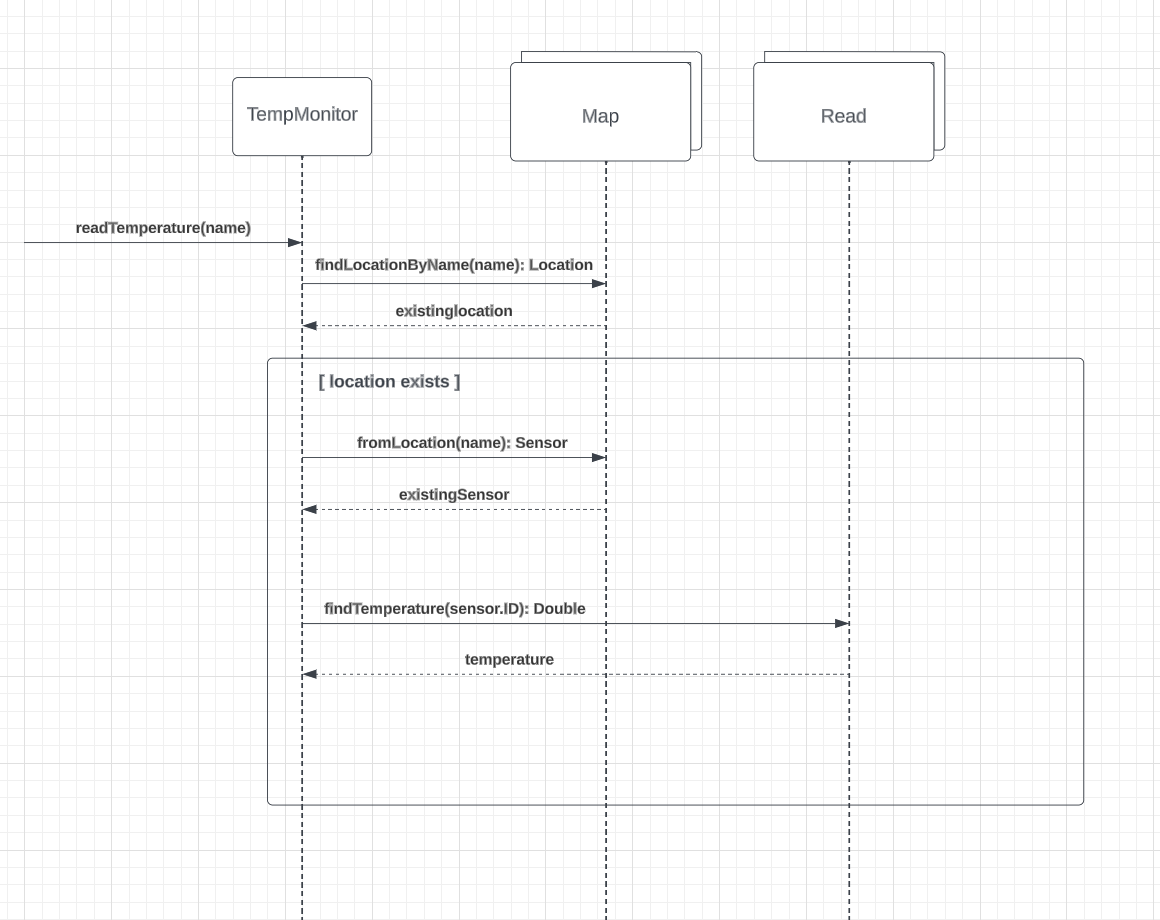 TempMonitor
Map
Read
readTemperature(name)
findLocationByName(name): Location
existinglocation
[ location exists ]
fromLocation(name): Sensor
existingSensor
findTemperature(sensor.ID): Double
temperature